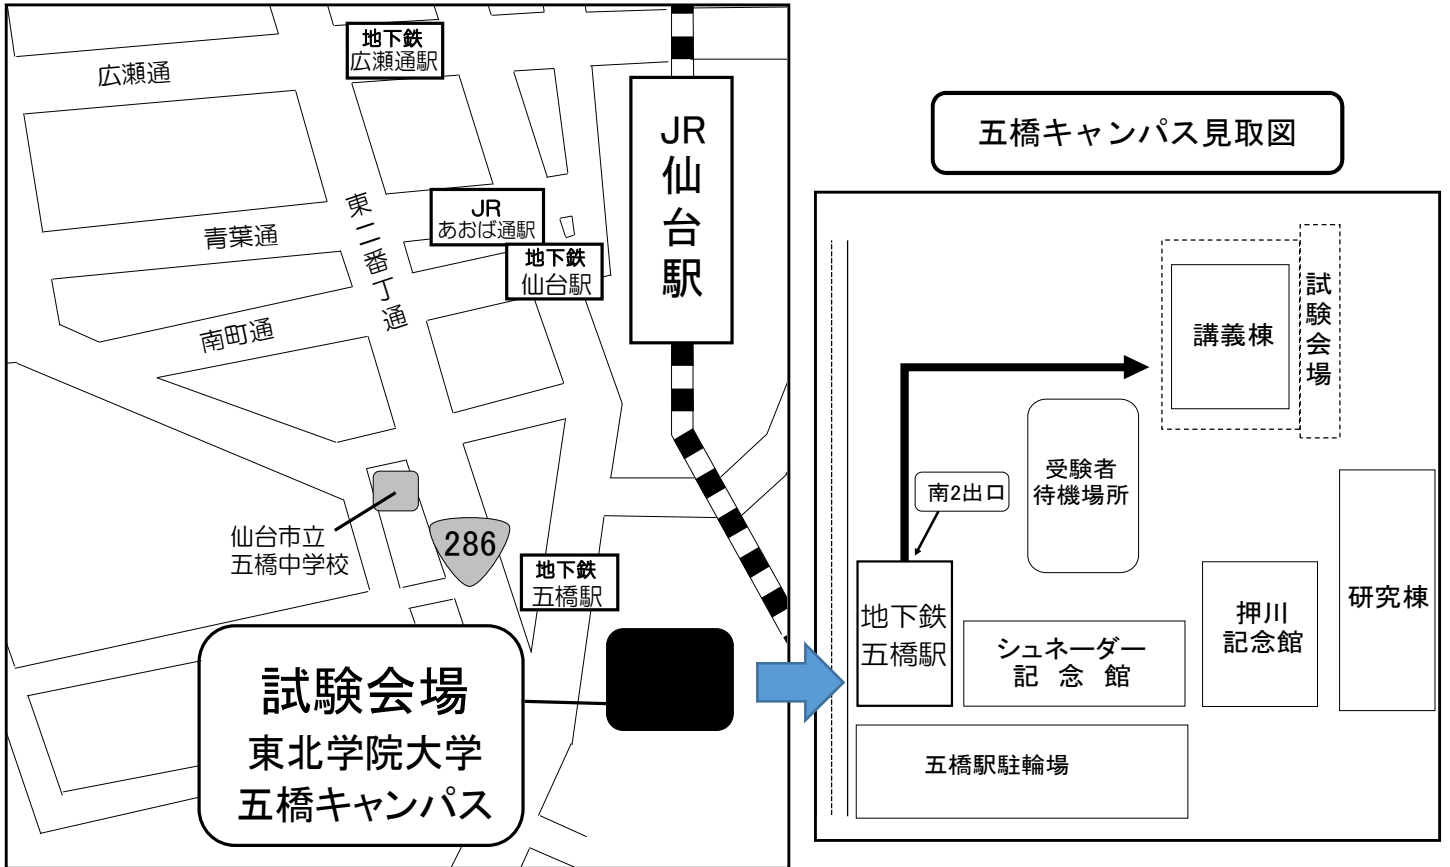 地下鉄
広瀬通駅
広瀬通
JR
仙
台
駅
東二番丁通
JR
あおば通駅
青葉通
地下鉄
仙台駅
南町通
仙台市立
五橋中学校
286
地下鉄
五橋駅
試験会場
東北学院大学
五橋キャンパス
五橋キャンパス見取図
試験会場
講義棟
受験者
待機場所
南2出口
地下鉄
五橋駅
シュネーダー
記 念 館
押川
記念館
研究棟
五橋駅駐輪場